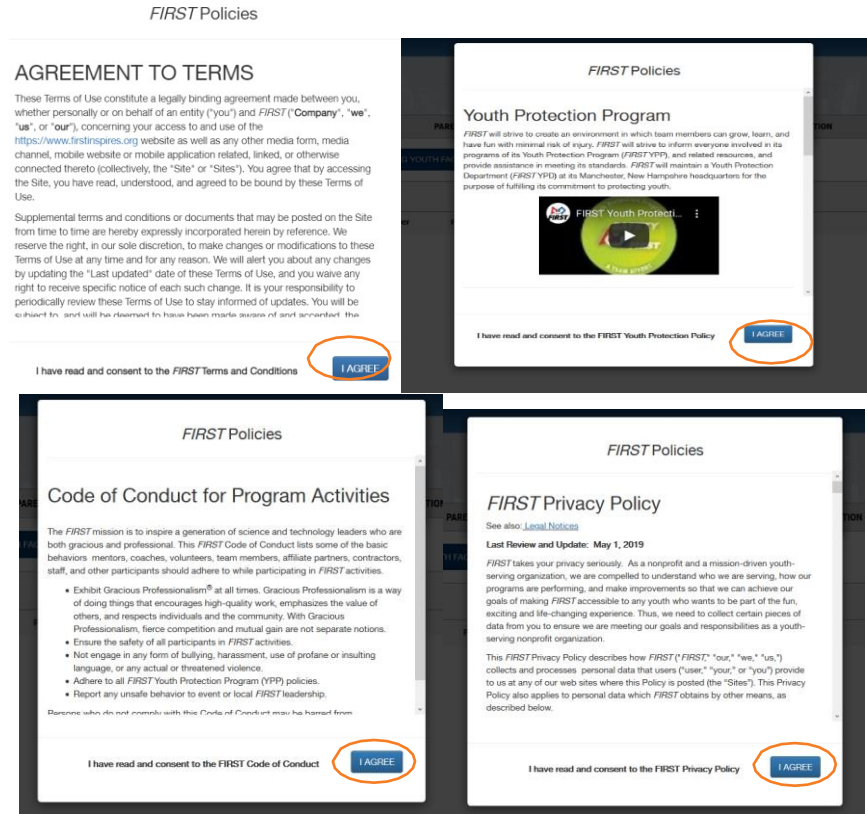 FIRST Policies
AGREEMENT TO TERMS
These Terms of Use constitute a legally binding agreement made between you,
whether personally or on behalf of an entity ("you") and FIRST ("Company", "we",
"us", or "our"), concerning your access to and use of the
https://www.firstinspires.org website as well as any other media form, media
channel, mobile website or mobile application related, linked, or otherwise
connected thereto (collectively, the "Site" or "Sites"). You agree that by accessing
the Site, you have read, understood, and agreed to be bound by these Terms of
Use.
Supplemental terms and conditions or documents that may be posted on the Site
from time to time are hereby expressly incorporated herein by reference. We
reserve the right, in our sole discretion, to make changes or modifications to these
Terms of Use at any time and for any reason. We will alert you about any changes
by updating the "Last updated" date of these Terms of Use, and you waive any
right to receive specific notice of each such change. It is your responsibility to
periodically review these Terms of Use to stay informed of updates. You will be
subject to, and will be deemed to have been made aware of and accepted, the
I have read and consent to the FIRST Terms and Conditions
I AGREE
FIRST Policies
Youth Protection Program
FIRST will strive to create an environment in which team members can grow, learn, and
have fun with minimal risk of injury. FIRST will strive to inform everyone involved in its
programs of its Youth Protection Program (FIRST YPP), and related resources, and
provide assistance in meeting its standards. FIRST will maintain a Youth Protection
Department (FIRST YPD) at its Manchester, New Hampshire headquarters for the
purpose of fulfilling its commitment to protecting youth.
FIRST Youth Protecti...
A TEAM EFFORT
I have read and consent to the FIRST Youth Protection Policy
I AGREE
FIRST Policies
Code of Conduct for Program Activities
The FIRST mission is to inspire a generation of science and technology leaders who are
both gracious and professional. This FIRST Code of Conduct lists some of the basic
behaviors mentors, coaches, volunteers, team members, affiliate partners, contractors,
staff, and other participants should adhere to while participating in FIRST activities.
• Exhibit Gracious Professionalism® at all times. Gracious Professionalism is a way
of doing things that encourages high-quality work, emphasizes the value of
others, and respects individuals and the community. With Gracious
Professionalism, fierce competition and mutual gain are not separate notions.
• Ensure the safety of all participants in FIRST activities.
• Not engage in any form of bullying, harassment, use of profane or insulting
language, or any actual or threatened violence.
• Adhere to all FIRST Youth Protection Program (YPP) policies.
• Report any unsafe behavior to event or local FIRST leadership.
Persons who do not comply with this Code of Conduct may be barred from
I have read and consent to the FIRST Code of Conduct
I AGREE
FIRST Policies
FIRST Privacy Policy
See also: Legal Notices
Last Review and Update: May 1, 2019
FIRST takes your privacy seriously. As a nonprofit and a mission-driven youth-
serving organization, we are compelled to understand who we are serving, how our
programs are performing, and make improvements so that we can achieve our
goals of making FIRST accessible to any youth who wants to be part of the fun,
exciting and life-changing experience. Thus, we need to collect certain pieces of
data from you to ensure we are meeting our goals and responsibilities as a youth-
serving nonprofit organization.
This FIRST Privacy Policy describes how FIRST ("FIRST," "our," "we," "us,")
collects and processes personal data that users ("user," "your," or "you") provide
to us at any of our web sites where this Policy is posted (the "Sites"). This Privacy
Policy also applies to personal data which FIRST obtains by other means, as
described below.
I have read and consent to the FIRST Privacy Policy
I AGREE